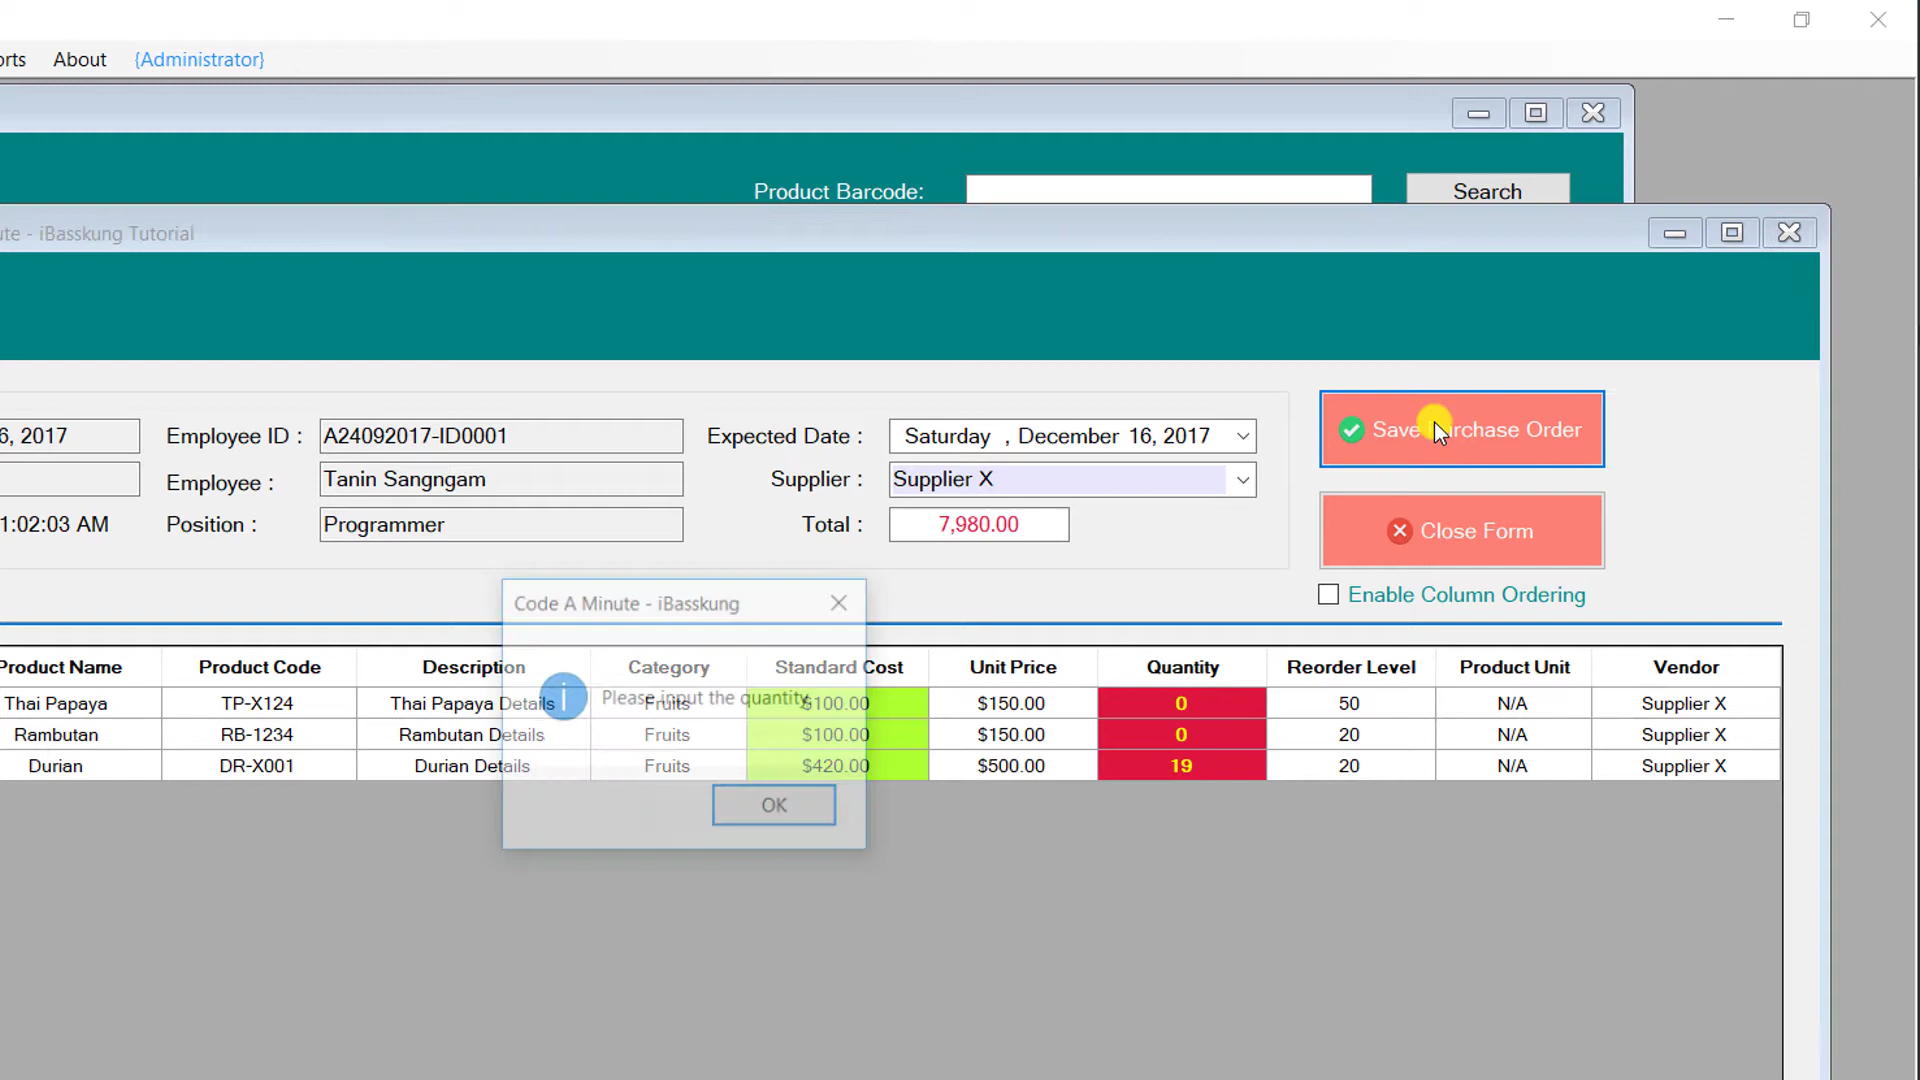 orts About {Administrator}
Product Barcode: Search
ute - iBasskung Tutorial
6, 2017 Employee ID : A24092017-ID0001 Expected Date : Saturday , December 16, 2017 Save Purchase Order
Employee : Tanin Sangngam Supplier : Supplier X
1:02:03 AM Position : Programmer Total : 7,980.00 Close Form
Enable Column Ordering
Code A Minute - iBasskung
Please input the quantity.
OK
Product Name Product Code Description Category Standard Cost Unit Price Quantity Reorder Level Product Unit Vendor
Thai Papaya TP-X124 Thai Papaya Details Fruits $100.00 $150.00 0 50 N/A Supplier X
Rambutan RB-1234 Rambutan Details Fruits $100.00 $150.00 0 20 N/A Supplier X
Durian DR-X001 Durian Details Fruits $420.00 $500.00 19 20 N/A Supplier X